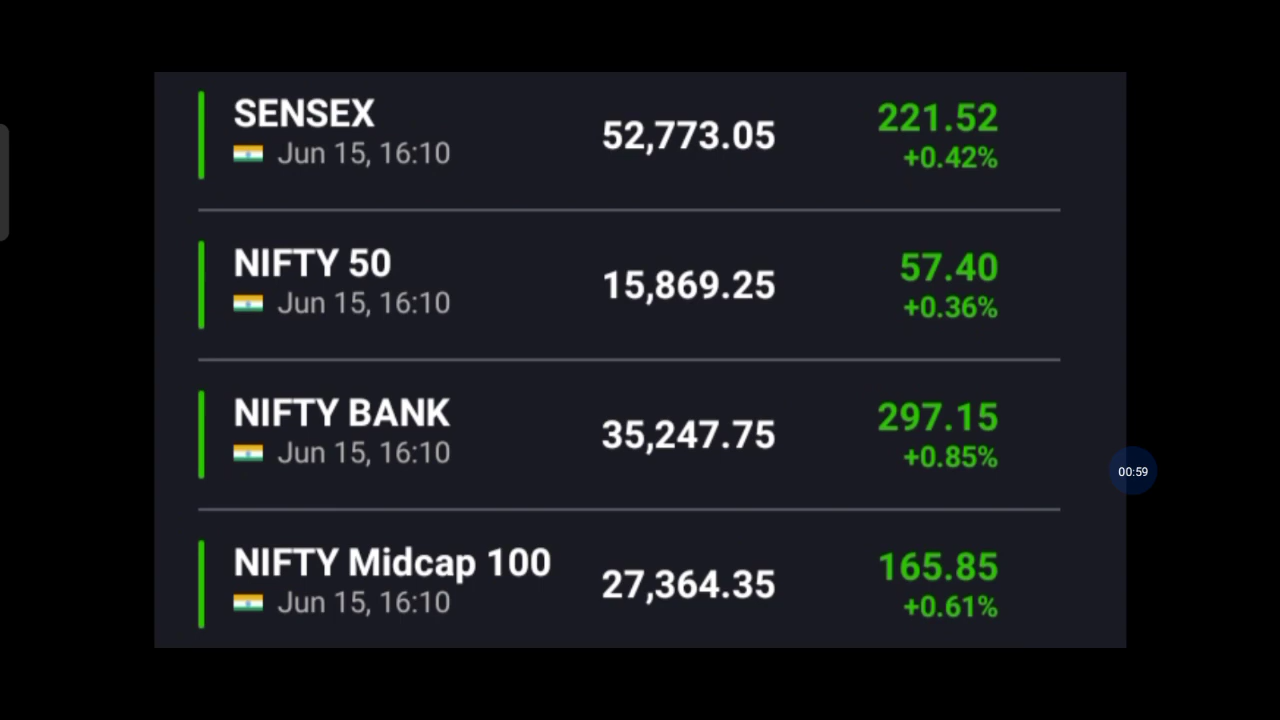 SENSEX
52,773.05
221.52
Jun 15, 16:10
+0.42%
NIFTY 50
15,869.25
57.40
Jun 15, 16:10
+0.36%
NIFTY BANK
35,247.75
297.15
Jun 15, 16:10
+0.85%
00:59
NIFTY Midcap 100
27,364.35
165.85
Jun 15, 16:10
+0.61%